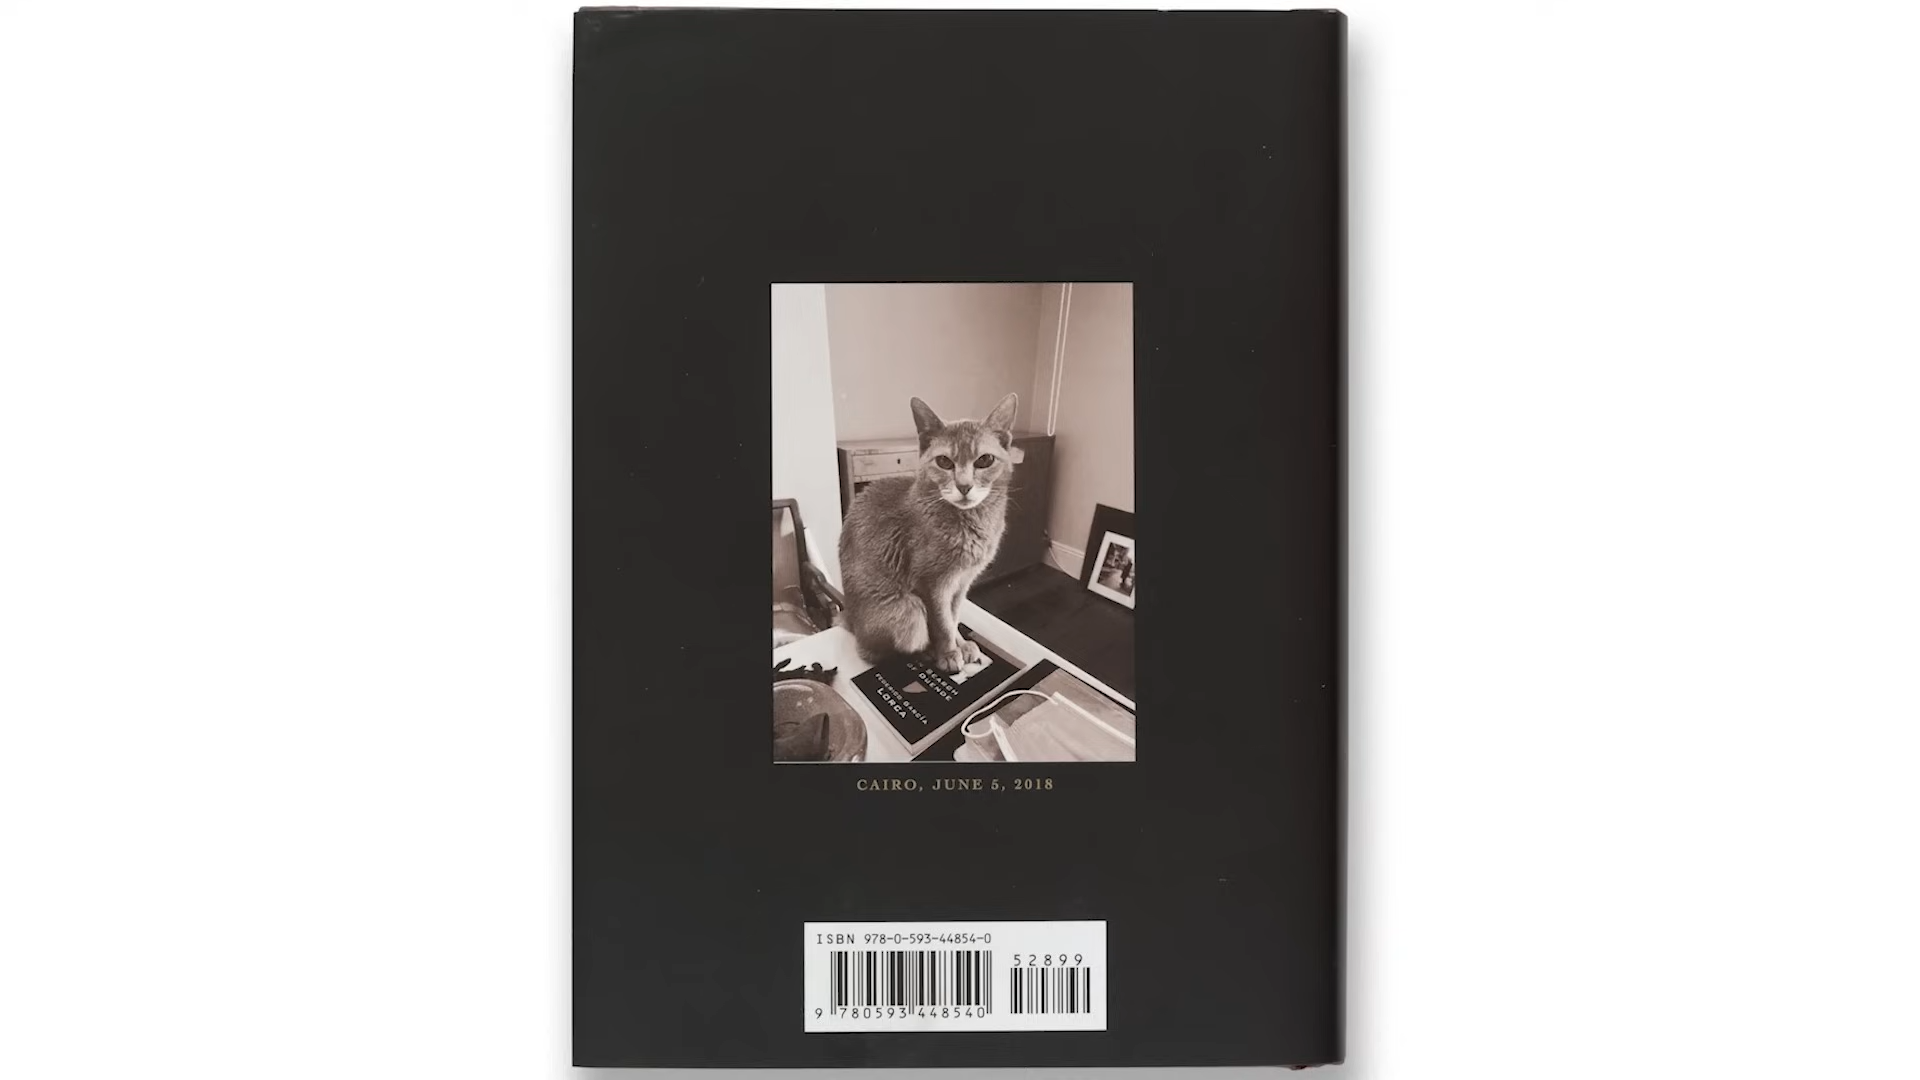 IN SEARCH
OF DUENDE
FEDERICO GARCÍA
LORCA
CAIRO, JUNE 5, 2018
ISBN 978-0-593-44854-0
52899
9 780593 448540